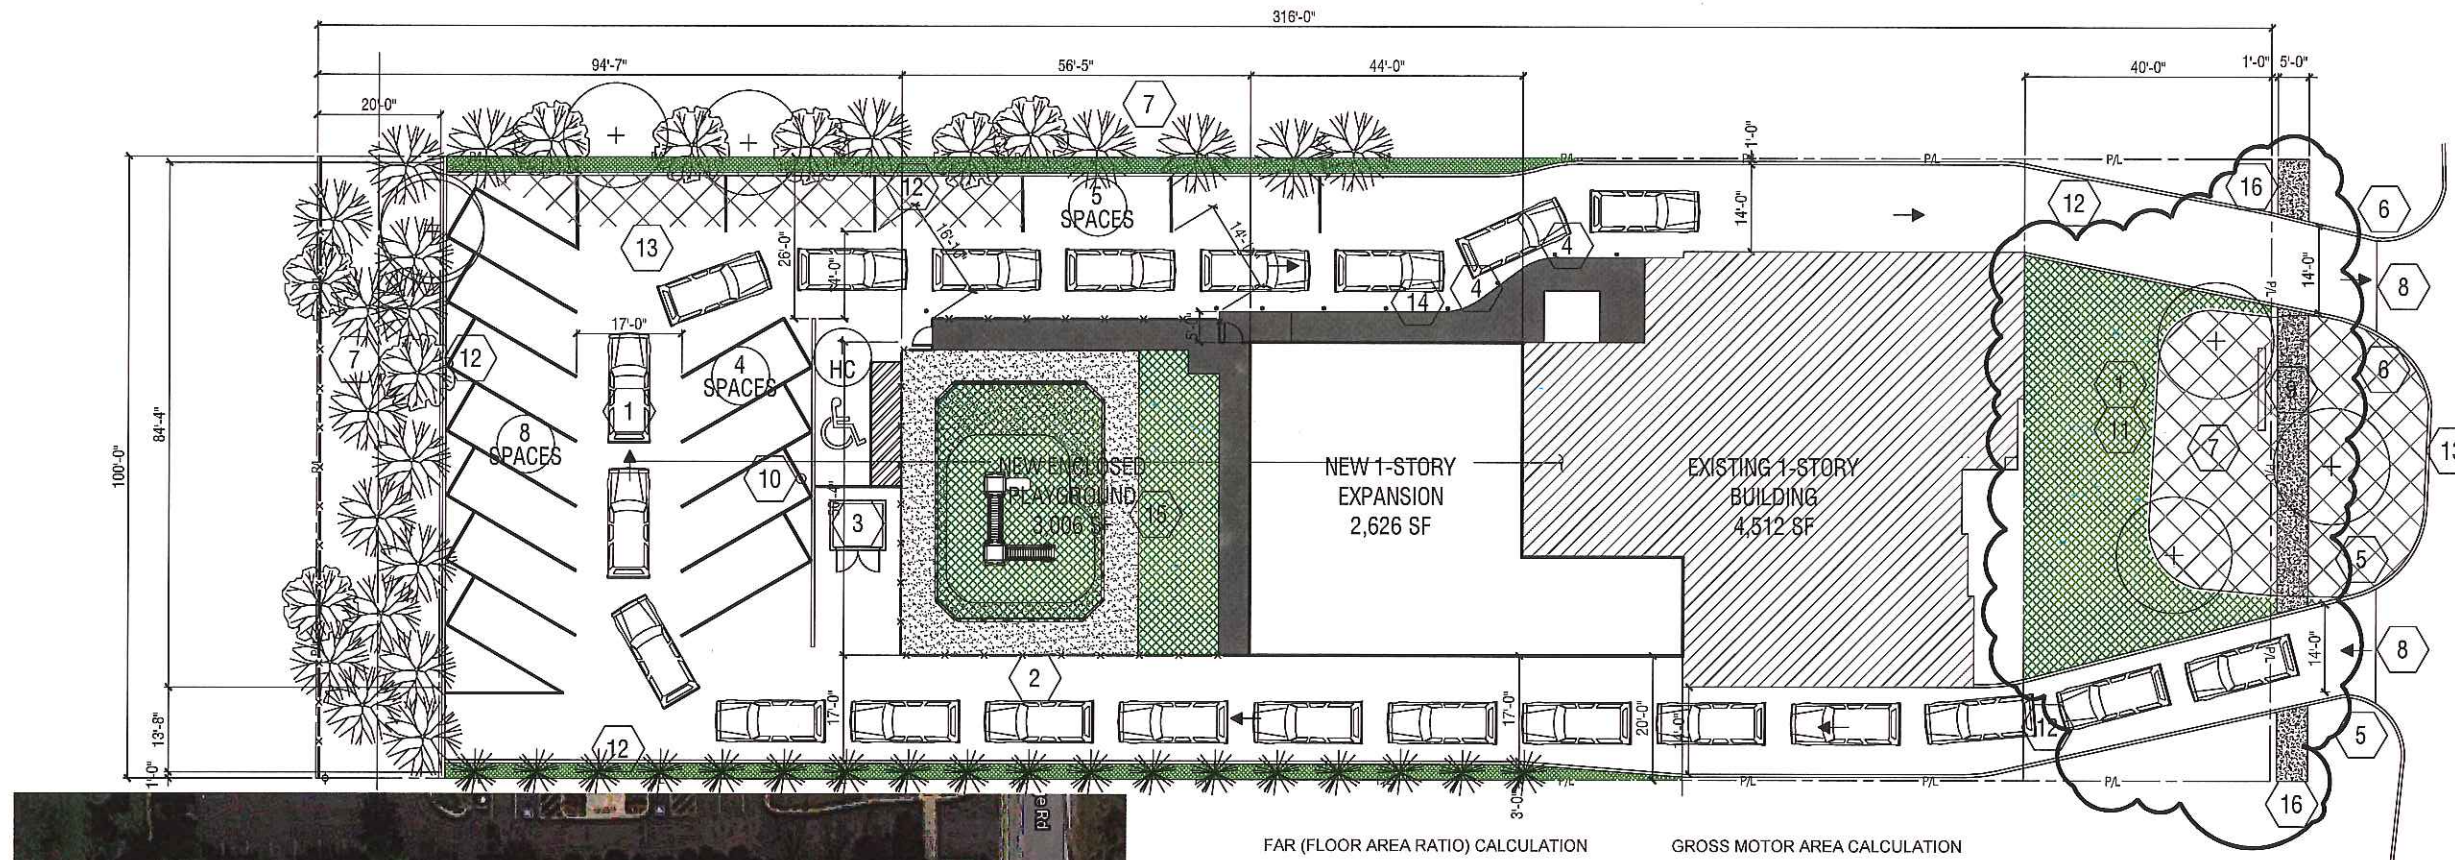 316'-0"
94'-7"
56'-5"
44'-0"
40'-0"
1'-0"
5'-0"
20'-0"
7
P/L
P/L
P/L
P/L
1'-0"
12
5
SPACES
16
12
6
13
26'-0"
14'-0"
4
14'-0"
8
4
14
17'-0"
5'-0"
7
12
HC
4
SPACES
6
1
1
9
11
84'-4"
100'-0"
8
SPACES
7
13
10
NEW ENCLOSED
PLAYGROUND
3,006 SF
15
NEW 1-STORY
EXPANSION
2,626 SF
EXISTING 1-STORY
BUILDING
4,512 SF
3
5
P/L
14'-0"
8
2
17'-0"
17'-0"
20'-0"
12
5
13'-8"
1'-0"
12
P/L
P/L
P/L
P/L
3'-0"
16
e Rd
FAR (FLOOR AREA RATIO) CALCULATION
GROSS MOTOR AREA CALCULATION